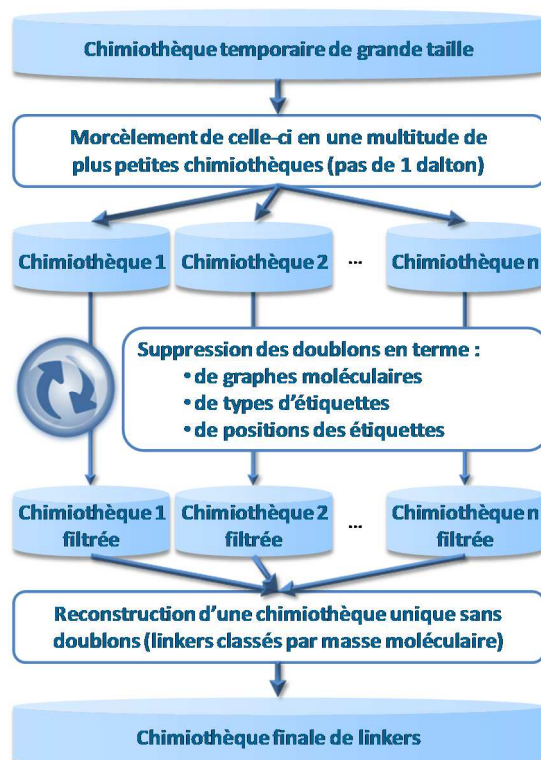 Chimiothèque temporaire de grande taille
Morcèlement de celle-ci en une multitude de
plus petites chimiothèques (pas de 1 dalton)
Chimiothèque 1
Chimiothèque 2
...
Chimiothèque n
Suppression des doublons en terme :
• de graphes moléculaires
• de types d'étiquettes
• de positions des étiquettes
Chimiothèque 1
filtrée
Chimiothèque 2
filtrée
...
Chimiothèque n
filtrée
Reconstruction d'une chimiothèque unique sans
doublons (linkers classés par masse moléculaire)
Chimiothèque finale de linkers